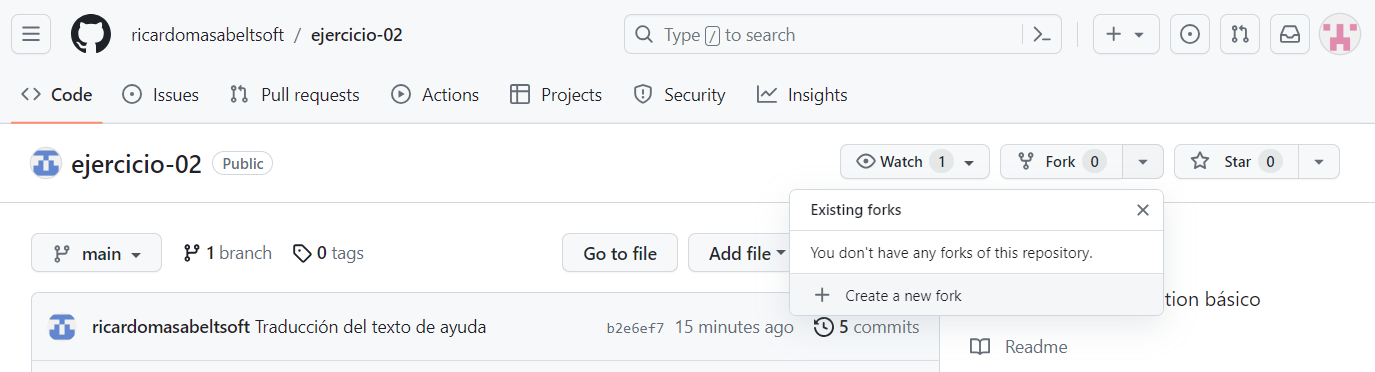 ricardomasabeltsoft / ejercicio-02 Type / to search
Code Issues Pull requests Actions Projects Security Insights
ejercicio-02 Public Watch 1 Fork 0 Star 0
Existing forks
You don't have any forks of this repository.
Create a new fork
main 1 branch 0 tags Go to file Add file
ricardomasabeltsoft Traducción del texto de ayuda b2e6ef7 15 minutes ago 5 commits
básico
Readme